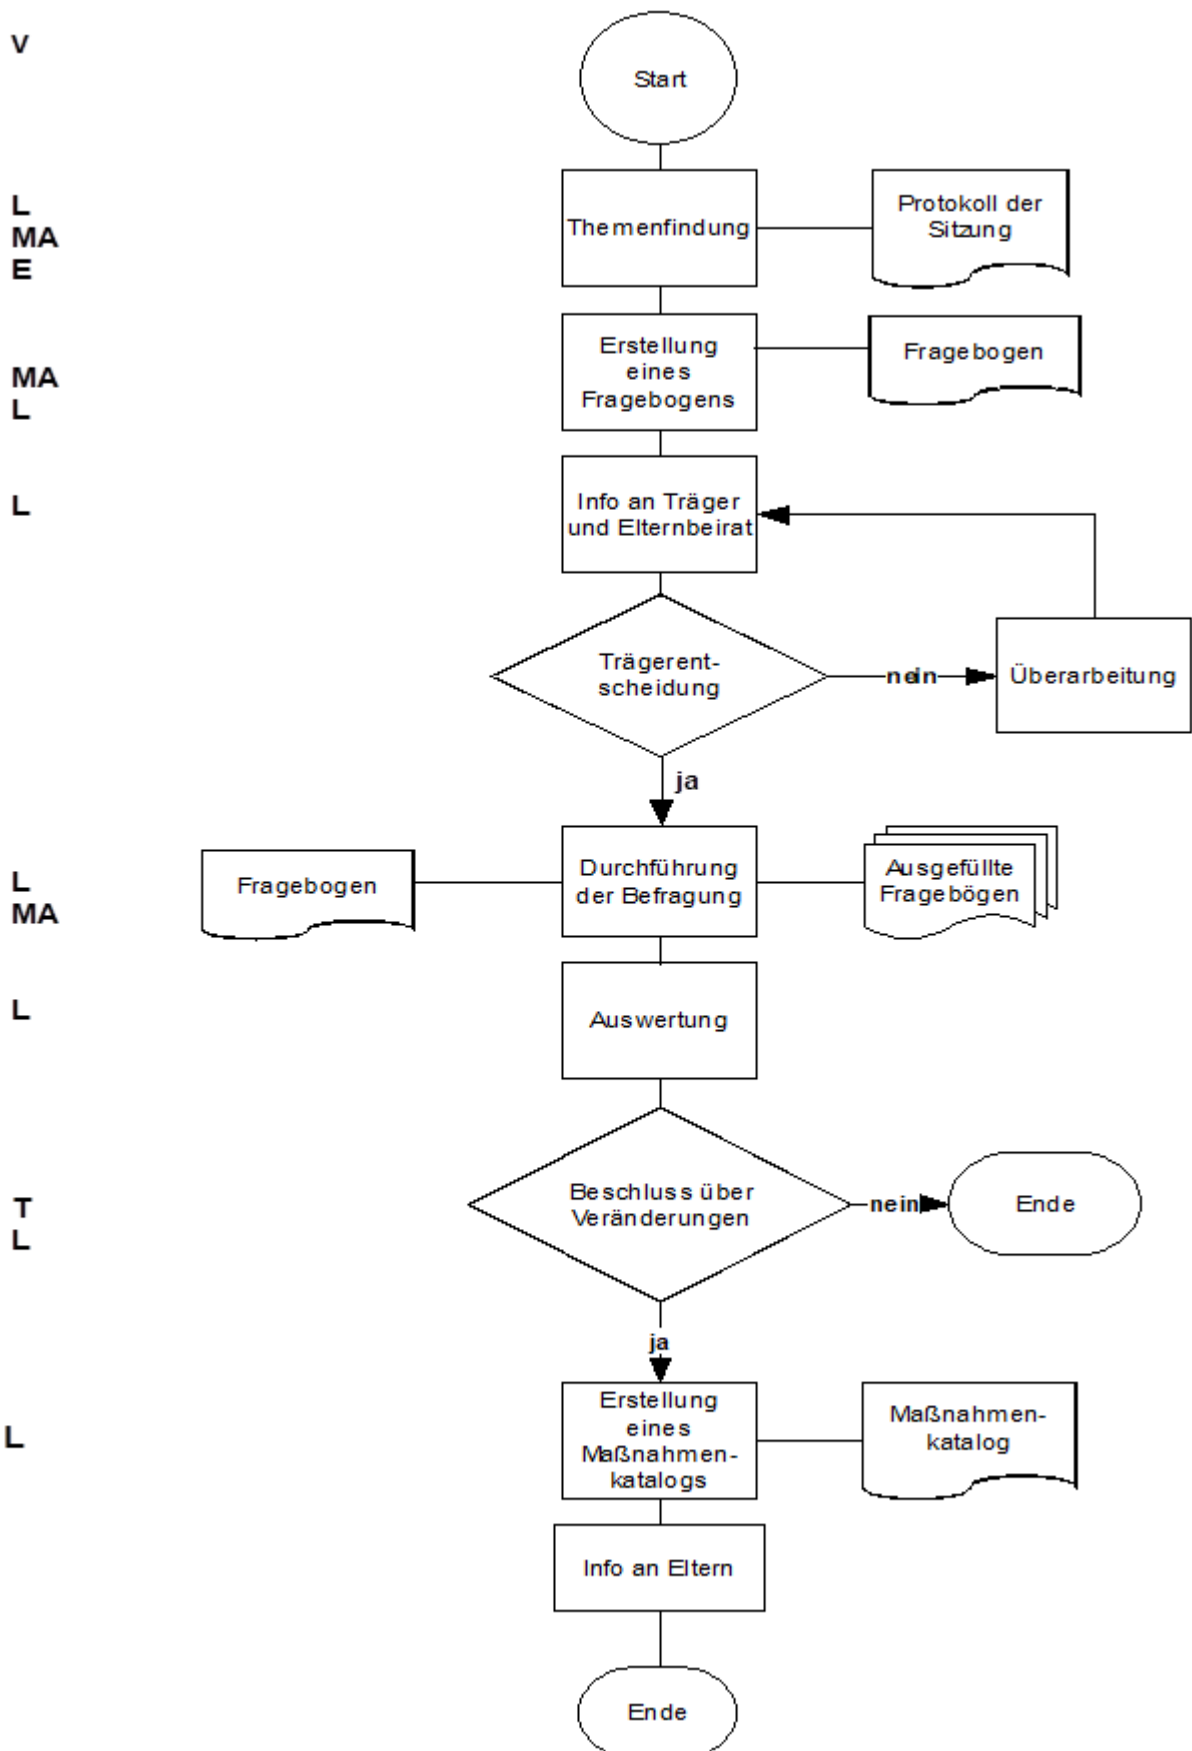 V
Start
L
MA
E
Themenfindung
Protokoll der
Sitzung
MA
L
Erstellung
eines
Fragebogens
Fragebogen
L
Info an Träger
und Elternbeirat
Trägerent-
scheidung
nein
Überarbeitung
ja
L
MA
Fragebogen
Durchführung
der Befragung
Ausgefüllte
Fragebögen
L
Auswertung
T
L
Beschluss über
Veränderungen
nein
Ende
ja
L
Erstellung
eines
Maßnahmen-
katalogs
Maßnahmen-
katalog
Info an Eltern
Ende